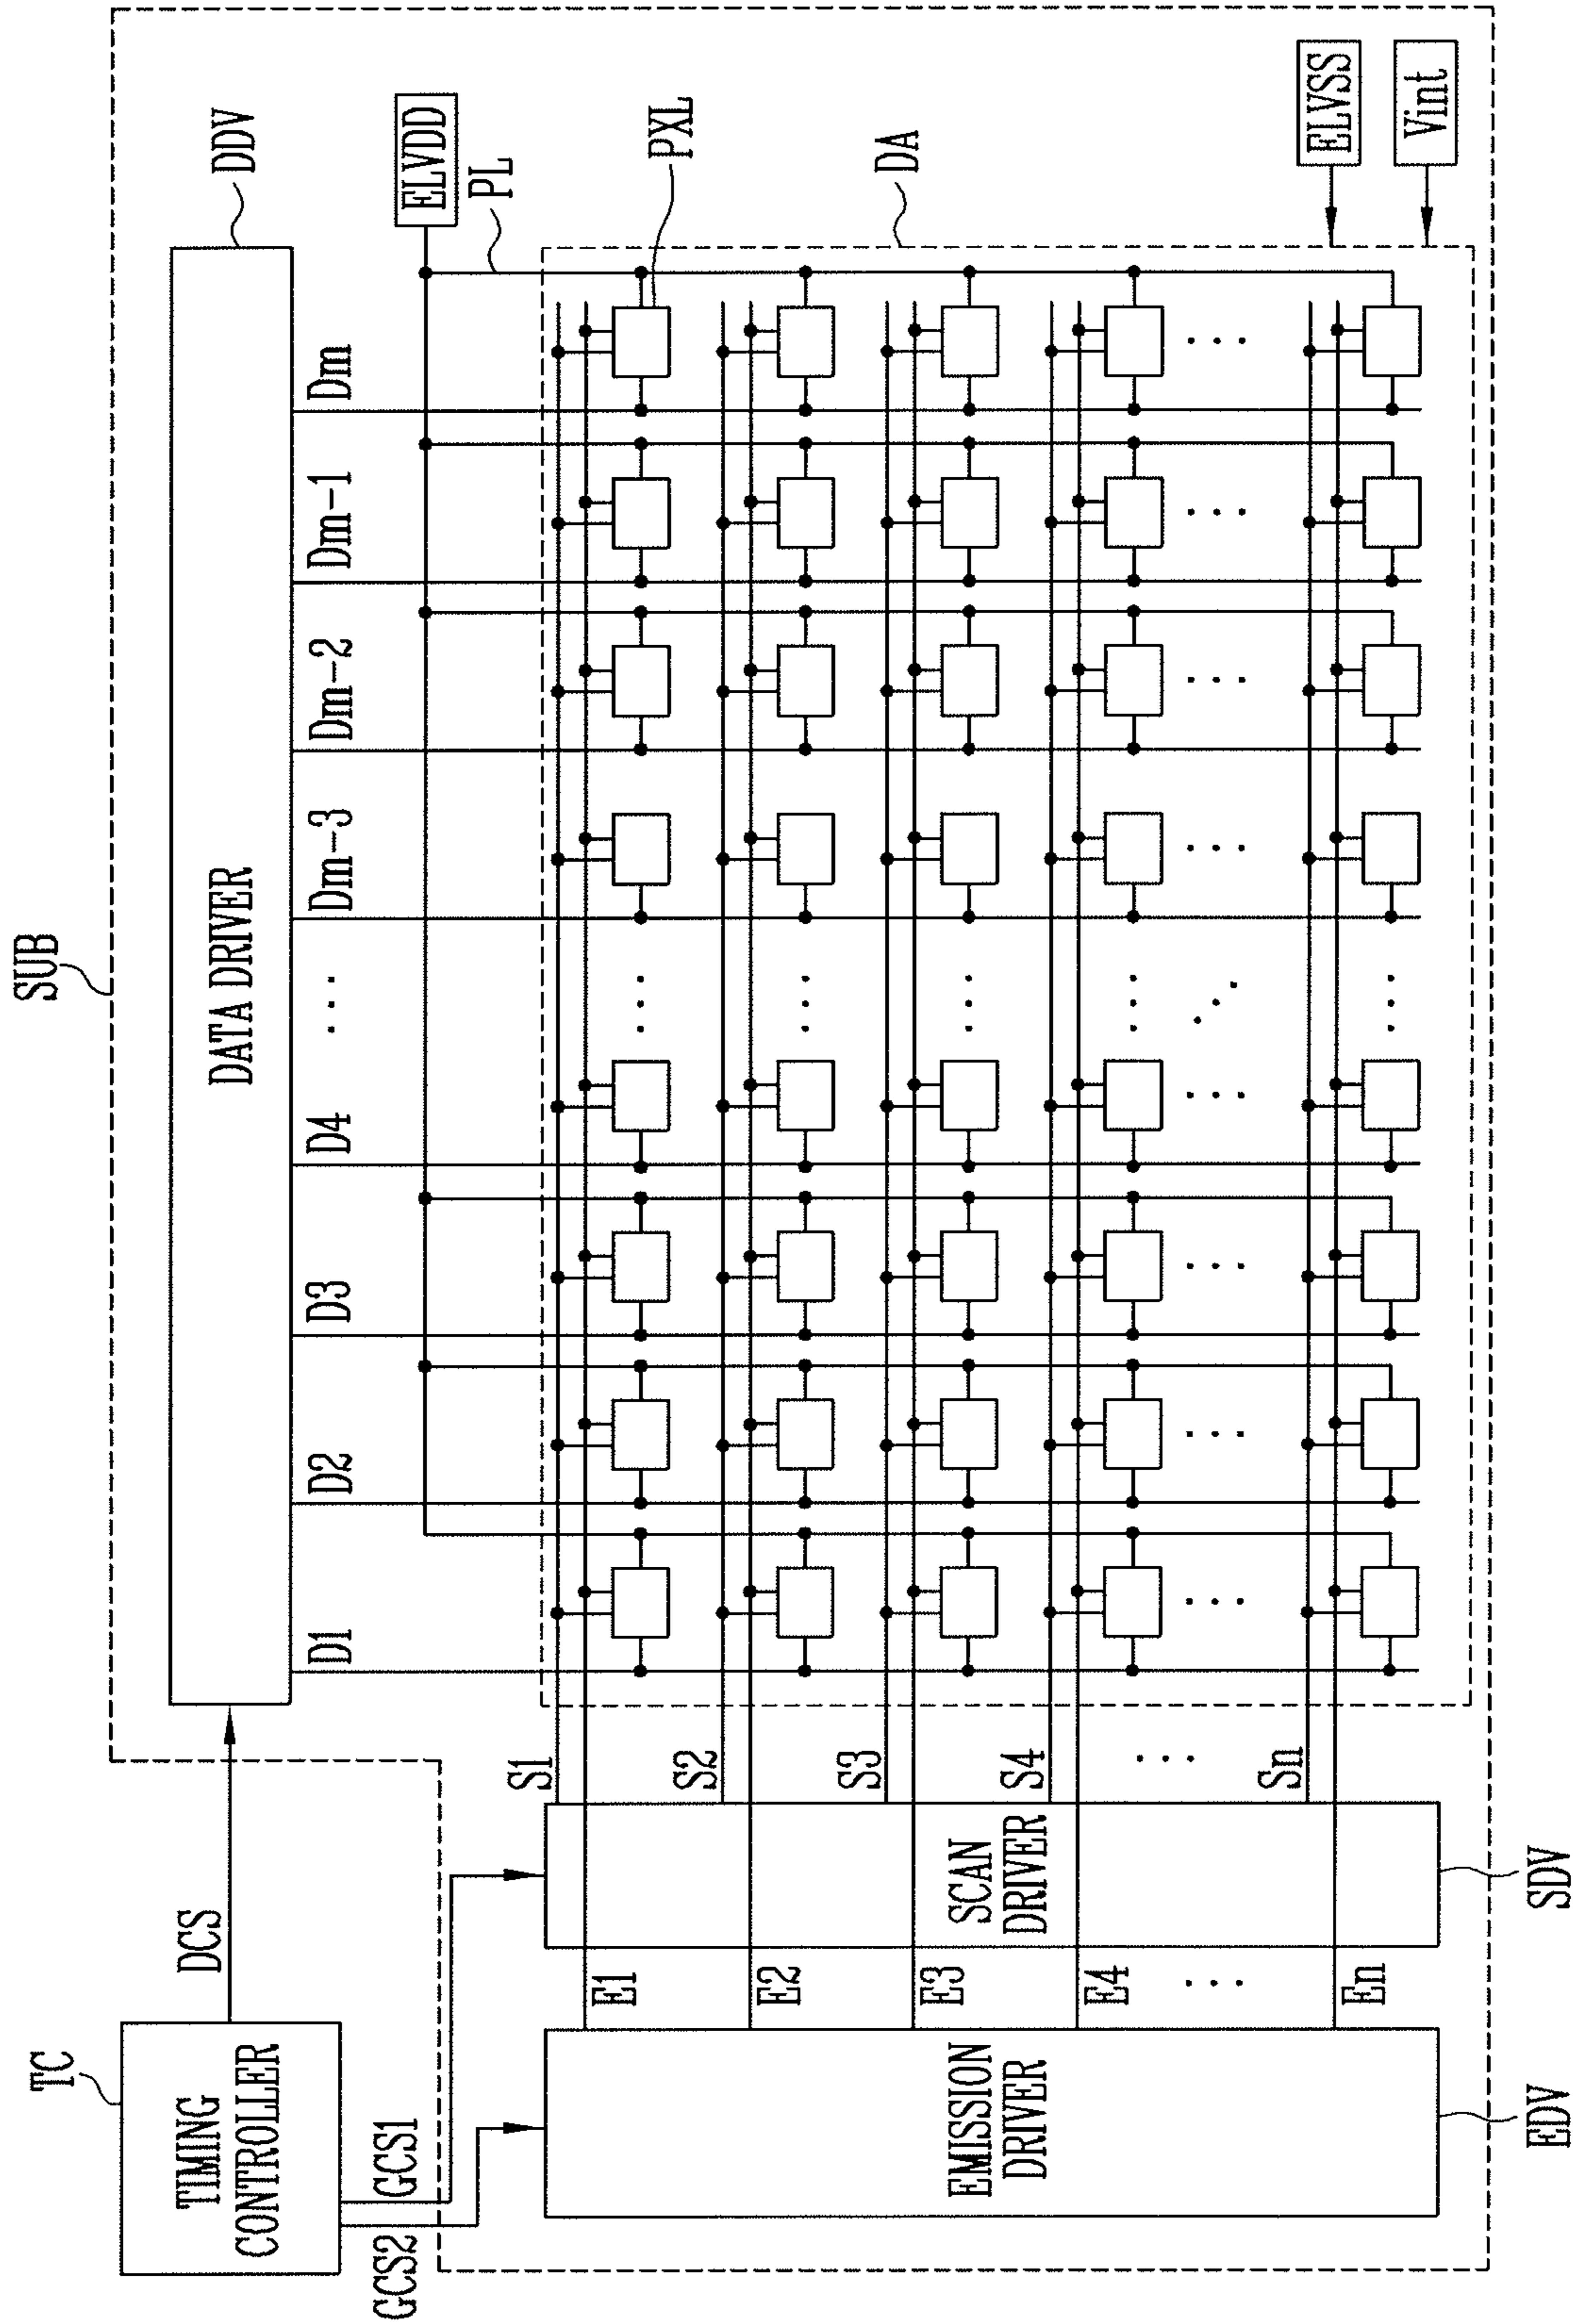 SUB
DDV
DATA DRIVER
TC
TIMING
CONTROLLER
DCS
GCS1
GCS2
D1
D2
D3
D4
...
Dm-3
Dm-2
Dm-1
Dm
ELVDD
PL
PXL
DA
S1
S2
S3
S4
...
Sn
SCAN
DRIVER
SDV
E1
E2
E3
E4
...
En
EMISSION
DRIVER
EDV
ELVSS
Vint